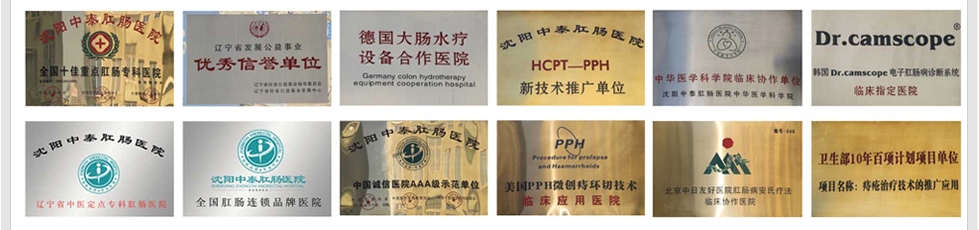 沈阳中泰肛肠医院
全国十佳重点肛肠专科医院
辽宁省发展公益事业
优秀信誉单位
德国大肠水疗
设备合作医院
Germany colon hydrotherapy
equipment cooperation hospital
沈阳中泰肛肠医院
HCPT—PPH
新技术推广单位
中华医学科学院临床协作单位
沈阳中泰肛肠医院中华医学科学院
Dr.camscope®
韩国Dr.camscope电子肛肠病诊断系统
临床指定医院
沈阳中泰肛肠医院
辽宁省中医定点专科肛肠医院
沈阳中泰肛肠医院
全国肛肠连锁品牌医院
沈阳中泰肛肠医院
中国诚信医院AAA级示范单位
PPH
Procedure for prolapse
and Haemorrhoids
美国PPH微创痔环切技术
临床应用医院
北京中日友好医院肛肠病安氏疗法
临床协作医院
卫生部10年百项计划项目单位
项目名称：痔疮治疗技术的推广应用